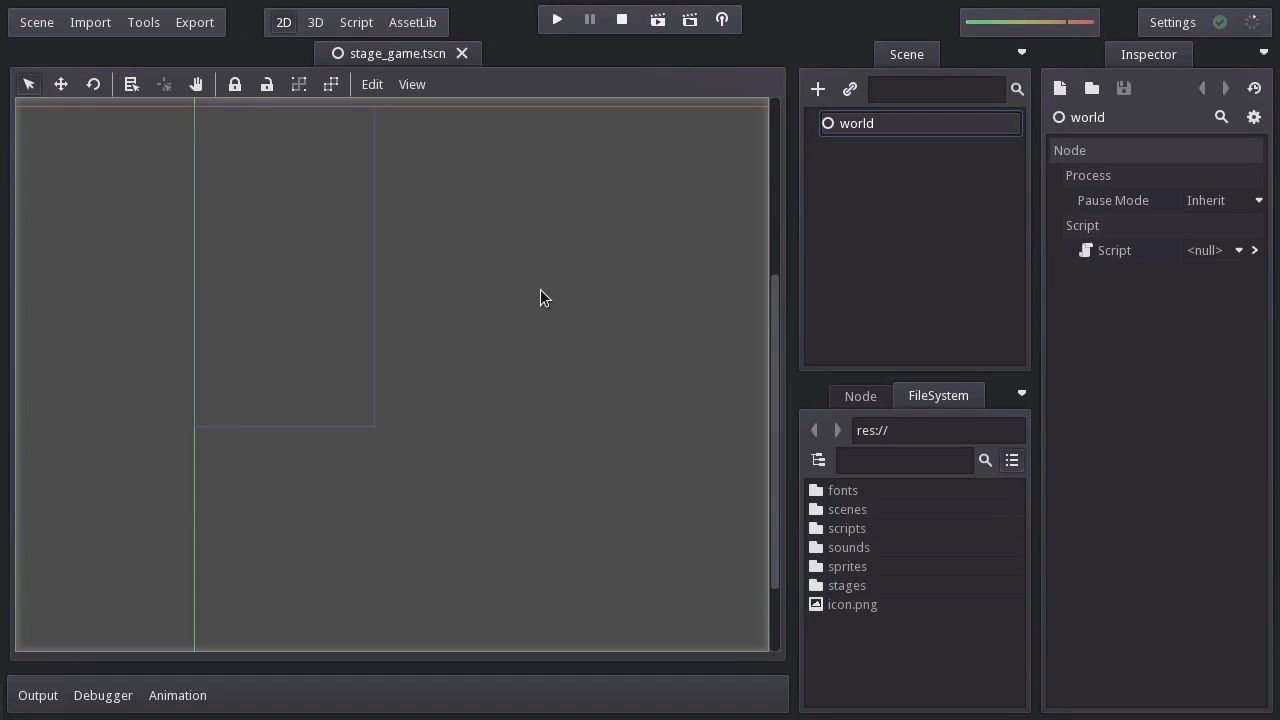 Scene Import Tools Export
2D 3D Script AssetLib
Settings
stage_game.tscn
Edit View
Scene
world
Node FileSystem
res://
fonts
scenes
scripts
sounds
sprites
stages
icon.png
Inspector
world
Node
Process
Pause Mode Inherit
Script
Script <null>
Output Debugger Animation